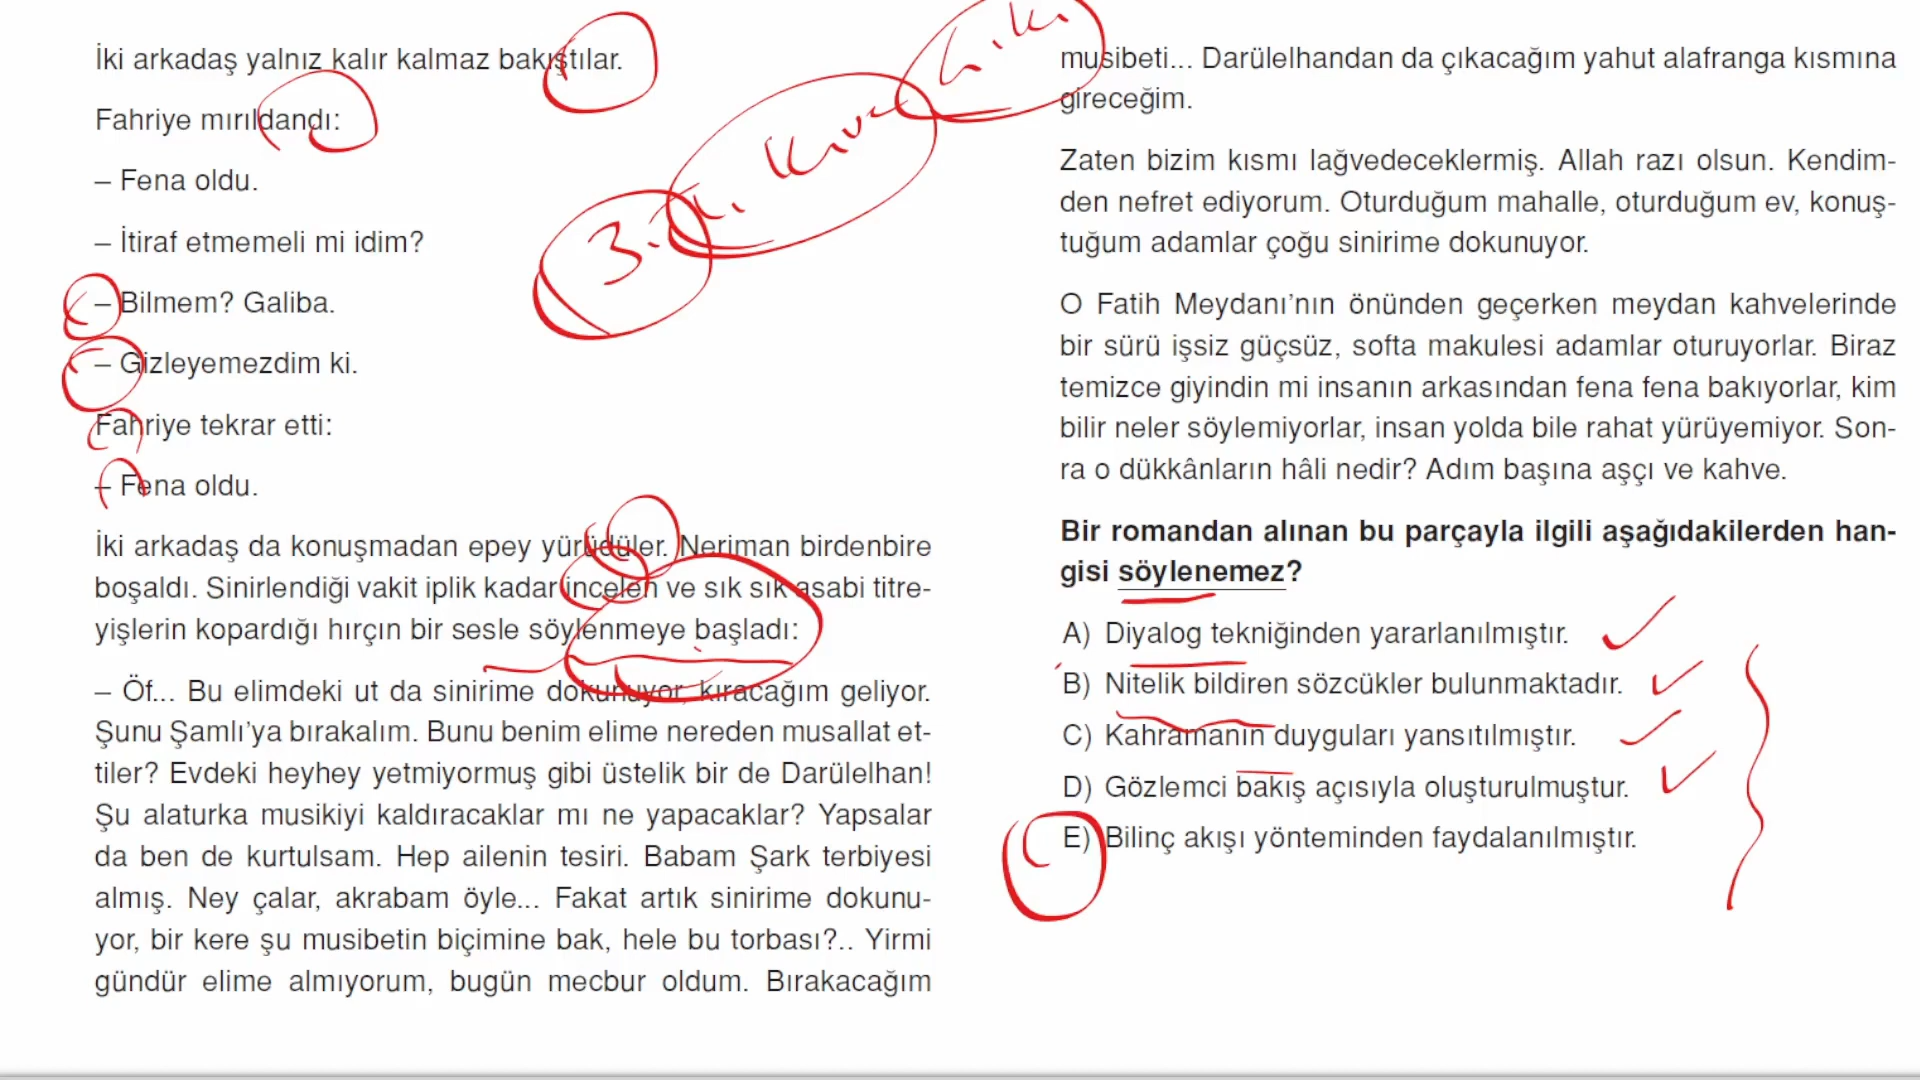 İki arkadaş yalnız kalır kalmaz bakıştılar.
Fahriye mırıldandı:
– Fena oldu.
– İtiraf etmemeli mi idim?
– Bilmem? Galiba.
– Gizleyemezdim ki.
Fahriye tekrar etti:
– Fena oldu.
İki arkadaş da konuşmadan epey yürüdüler. Neriman birdenbire
boşaldı. Sinirlendiği vakit iplik kadar incelen ve sık sık asabi titre-
yişlerin kopardığı hırçın bir sesle söylenmeye başladı:
– Öf... Bu elimdeki ut da sinirime dokunuyor, kıracağım geliyor.
Şunu Şamlı’ya bırakalım. Bunu benim elime nereden musallat et-
tiler? Evdeki heyhey yetmiyormuş gibi üstelik bir de Darülelhan!
Şu alaturka musikiyi kaldıracaklar mı ne yapacaklar? Yapsalar
da ben de kurtulsam. Hep ailenin tesiri. Babam Şark terbiyesi
almış. Ney çalar, akrabam öyle... Fakat artık sinirime dokunu-
yor, bir kere şu musibetin biçimine bak, hele bu torbası?.. Yirmi
gündür elime almıyorum, bugün mecbur oldum. Bırakacağım
musibeti... Darülelhandan da çıkacağım yahut alafranga kısmına
gireceğim.
Zaten bizim kısmı lağvedeceklermiş. Allah razı olsun. Kendim-
den nefret ediyorum. Oturduğum mahalle, oturduğum ev, konuş-
tuğum adamlar çoğu sinirime dokunuyor.
O Fatih Meydanı’nın önünden geçerken meydan kahvelerinde
bir sürü işsiz güçsüz, softa makulesi adamlar oturuyorlar. Biraz
temizce giyindin mi insanın arkasından fena fena bakıyorlar, kim
bilir neler söylemiyorlar, insan yolda bile rahat yürüyemiyor. Son-
ra o dükkânların hâli nedir? Adım başına aşçı ve kahve.
Bir romandan alınan bu parçayla ilgili aşağıdakilerden han-
gisi söylenemez?
A) Diyalog tekniğinden yararlanılmıştır.
B) Nitelik bildiren sözcükler bulunmaktadır.
C) Kahramanın duyguları yansıtılmıştır.
D) Gözlemci bakış açısıyla oluşturulmuştur.
E) Bilinç akışı yönteminden faydalanılmıştır.